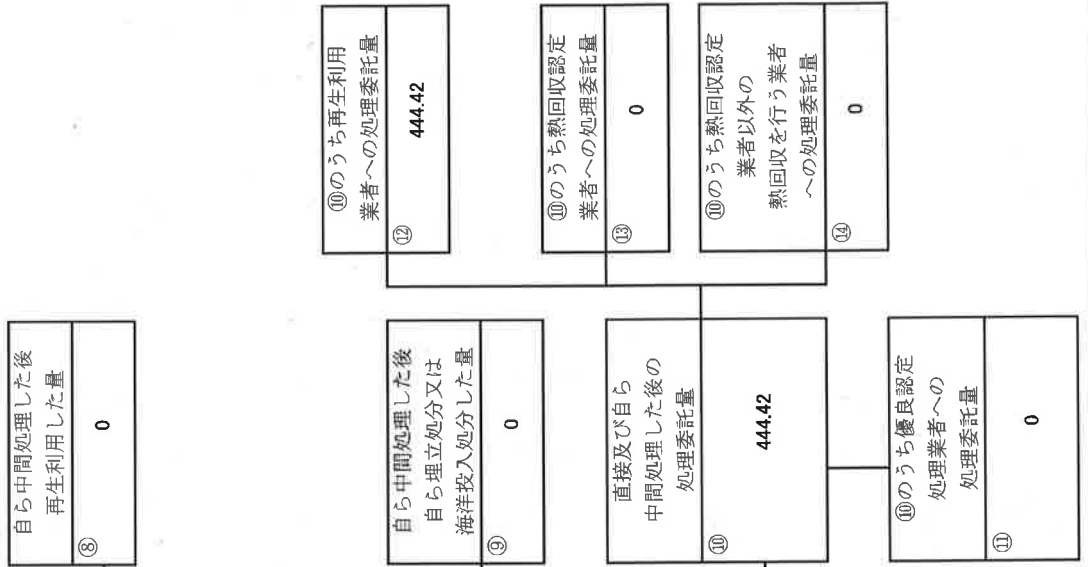 自ら中間処理した後
再生利用した量
⑧
0
自ら中間処理した後
自ら埋立処分又は
海洋投入処分した量
⑨
0
直接及び自ら
中間処理した後の
処理委託量
⑩
444.42
⑩のうち優良認定
処理業者への
処理委託量
⑪
0
⑩のうち再生利用
業者への処理委託量
⑫
444.42
⑩のうち熱回収認定
業者への処理委託量
⑬
0
⑩のうち熱回収認定
業者以外の
熱回収を行う業者
への処理委託量
⑭
0